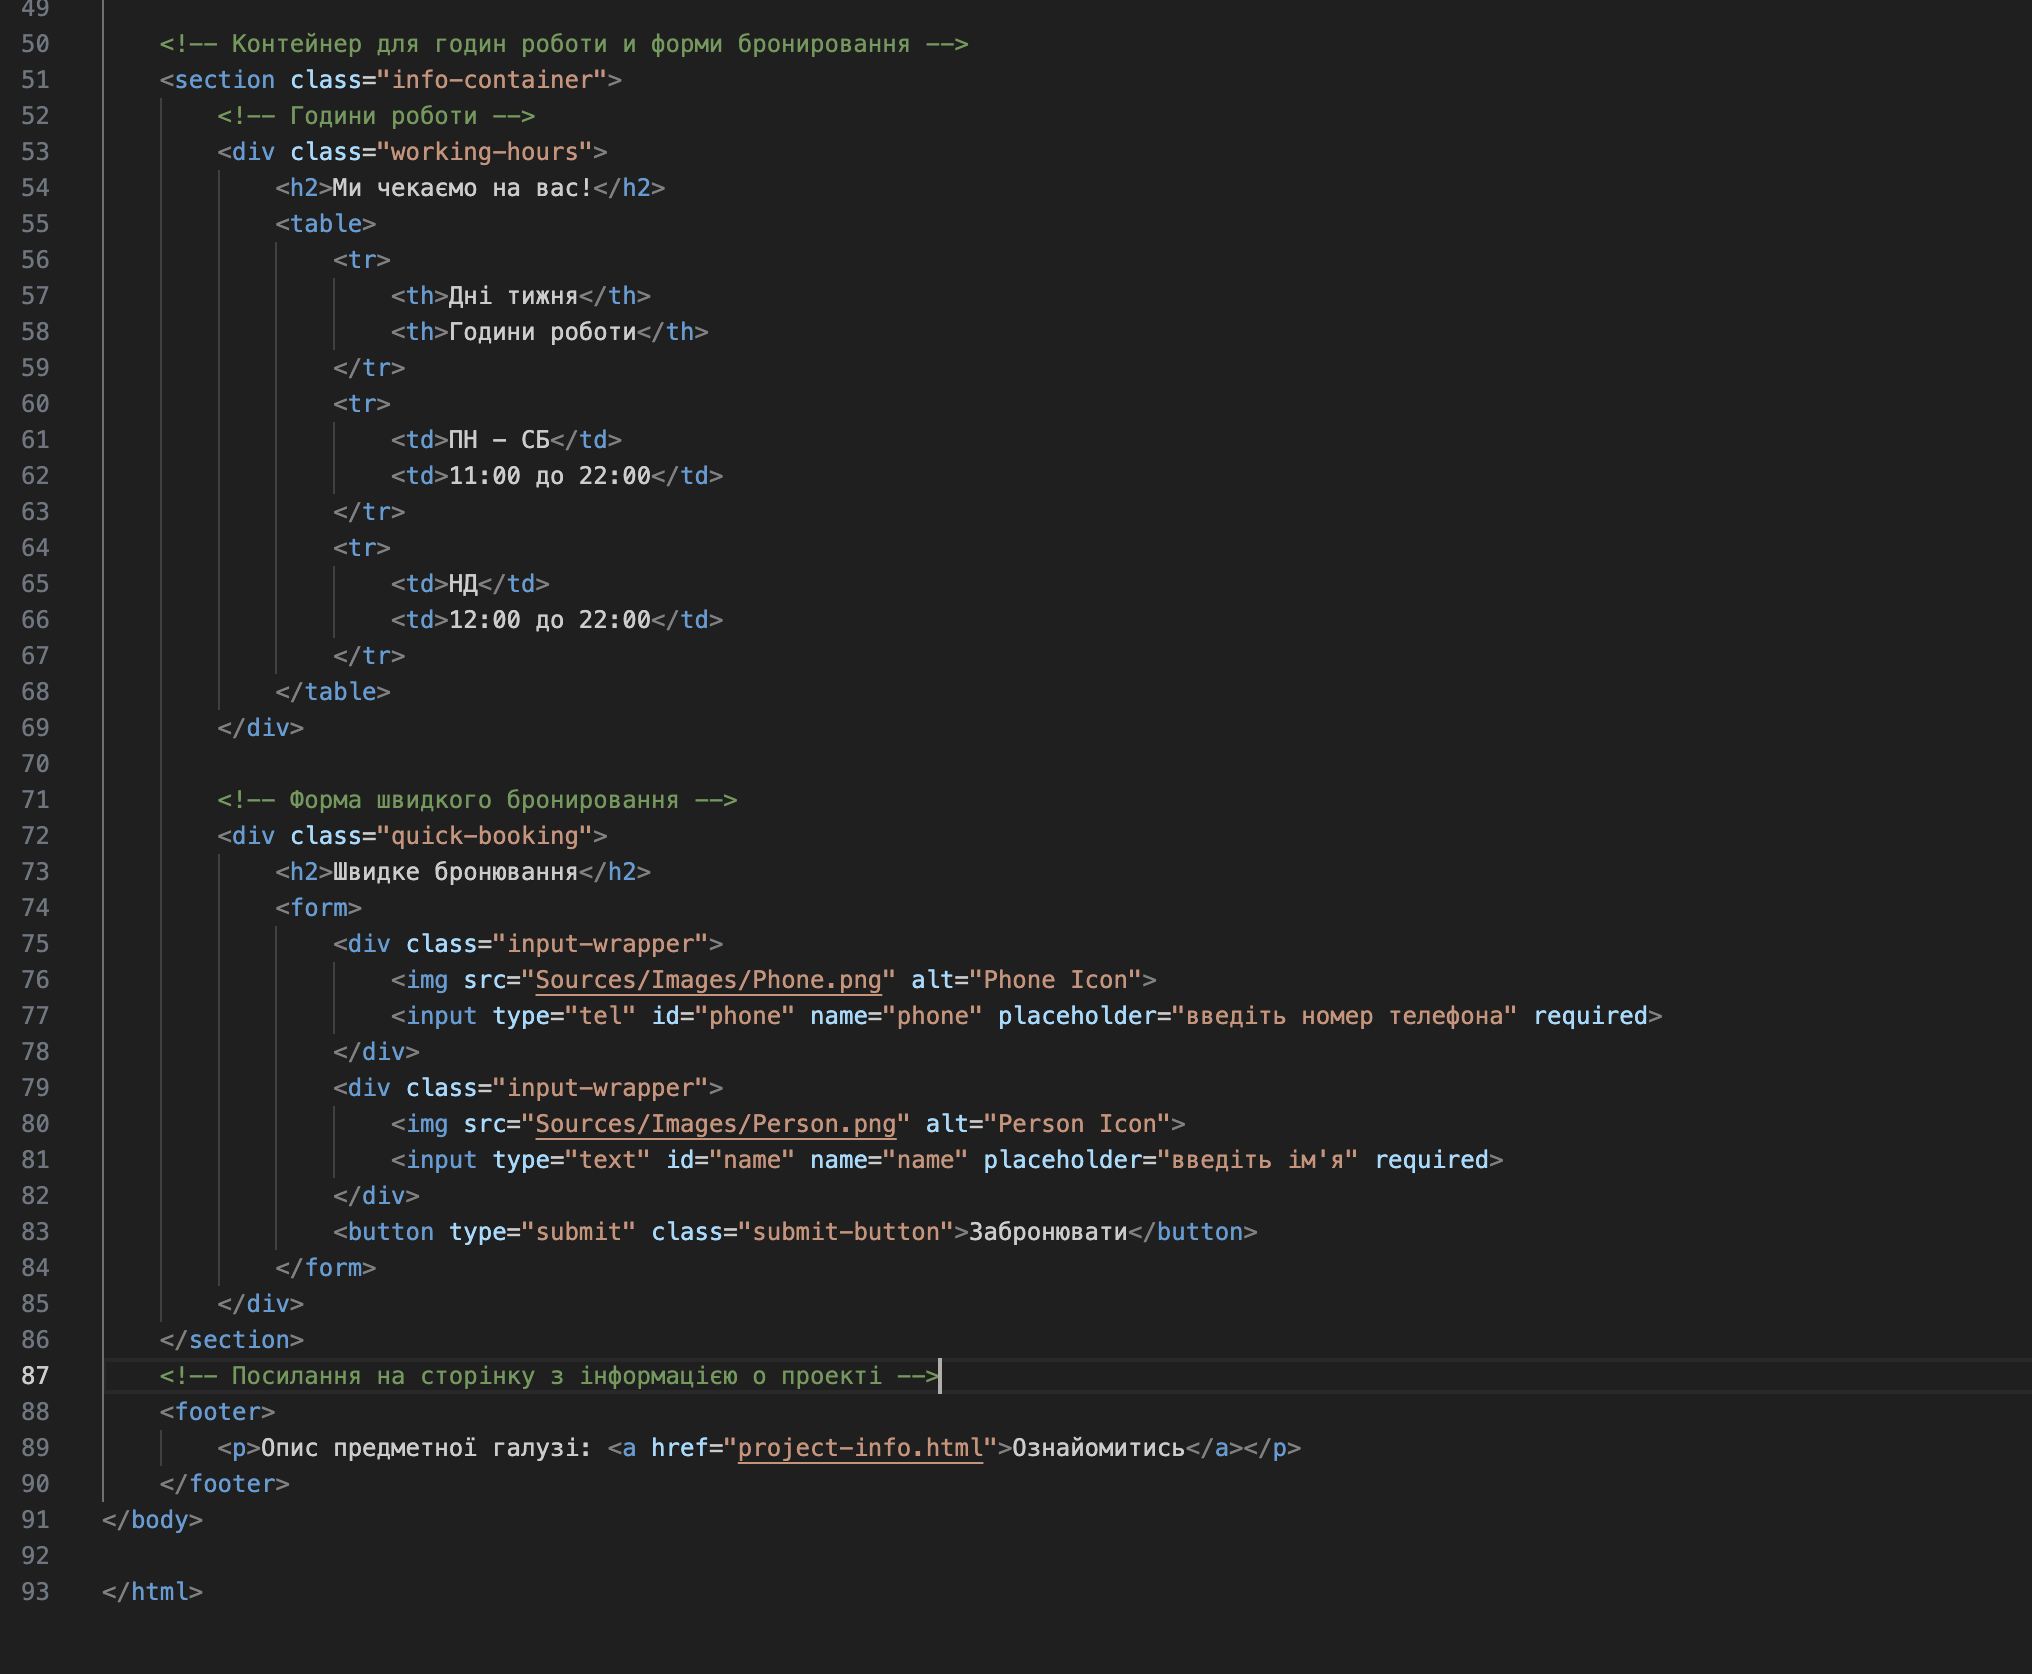 49
50 <!-- Контейнер для годин роботи и форми бронировання -->
51 <section class="info-container">
52 <!-- Години роботи -->
53 <div class="working-hours">
54 <h2>Ми чекаємо на вас!</h2>
55 <table>
56 <tr>
57 <th>Дні тижня</th>
58 <th>Години роботи</th>
59 </tr>
60 <tr>
61 <td>ПН - СБ</td>
62 <td>11:00 до 22:00</td>
63 </tr>
64 <tr>
65 <td>НД</td>
66 <td>12:00 до 22:00</td>
67 </tr>
68 </table>
69 </div>
70
71 <!-- Форма швидкого бронировання -->
72 <div class="quick-booking">
73 <h2>Швидке бронювання</h2>
74 <form>
75 <div class="input-wrapper">
76 <img src="Sources/Images/Phone.png" alt="Phone Icon">
77 <input type="tel" id="phone" name="phone" placeholder="введіть номер телефона" required>
78 </div>
79 <div class="input-wrapper">
80 <img src="Sources/Images/Person.png" alt="Person Icon">
81 <input type="text" id="name" name="name" placeholder="введіть ім'я" required>
82 </div>
83 <button type="submit" class="submit-button">Забронювати</button>
84 </form>
85 </div>
86 </section>
87 <!-- Посилання на сторінку з інформацією о проекті -->
88 <footer>
89 <p>Опис предметної галузі: <a href="project-info.html">Ознайомитись</a></p>
90 </footer>
91 </body>
92
93 </html>